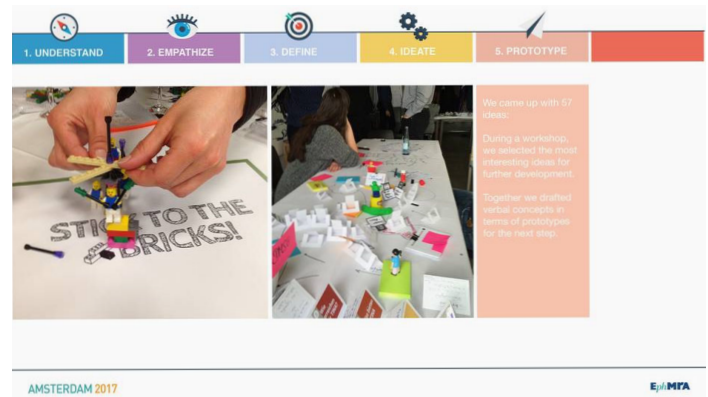 1. UNDERSTAND
2. EMPATHIZE
3. DEFINE
4. IDEATE
5. PROTOTYPE
STICK TO THE
BRICKS!
We came up with 57
ideas:
During a workshop,
we selected the most
interesting ideas for
further development.
Together we drafted
verbal concepts in
terms of prototypes
for the next step.
AMSTERDAM 2017
EphMRA